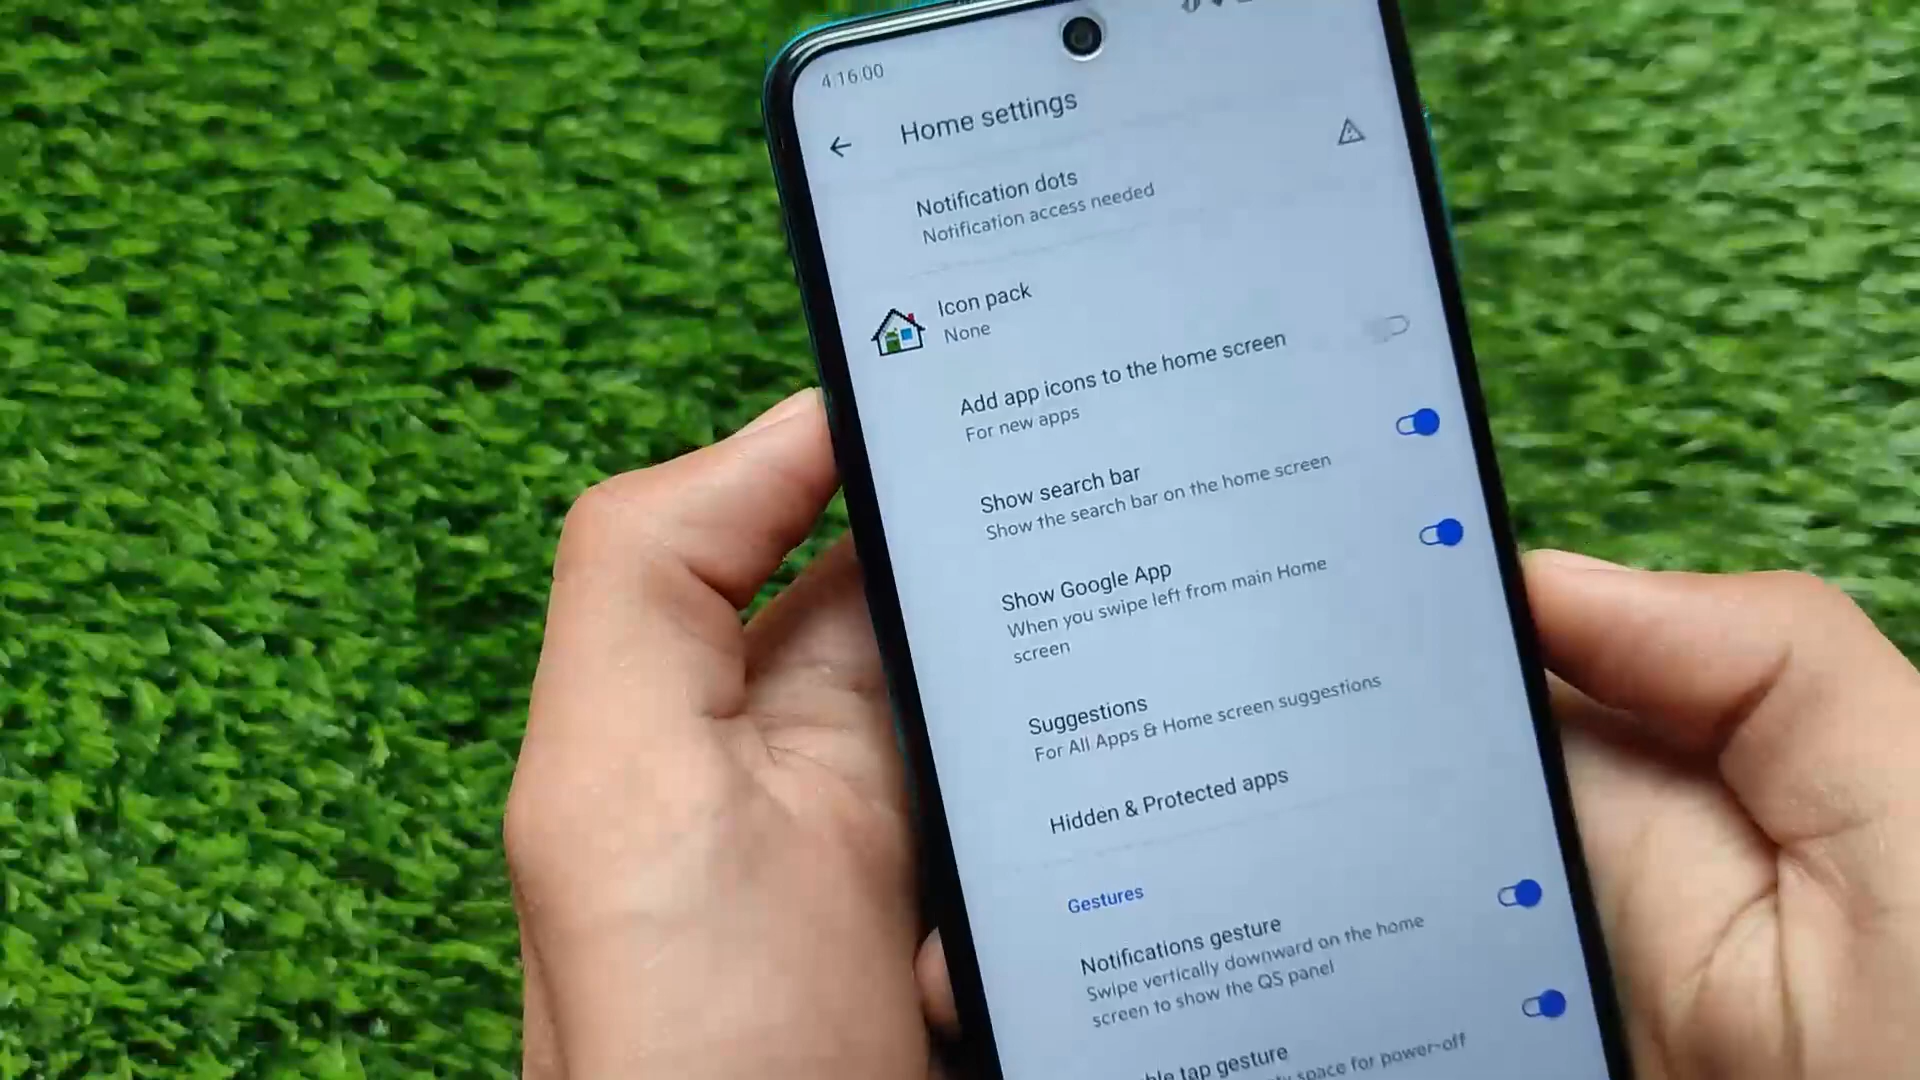 4:16:00
Home settings
Notification dots
Notification access needed
Icon pack
None
Add app icons to the home screen
For new apps
Show search bar
Show the search bar on the home screen
Show Google App
When you swipe left from main Home
screen
Suggestions
For All Apps & Home screen suggestions
Hidden & Protected apps
Gestures
Notifications gesture
Swipe vertically downward on the home
screen to show the QS panel
tap gesture
space for power-off